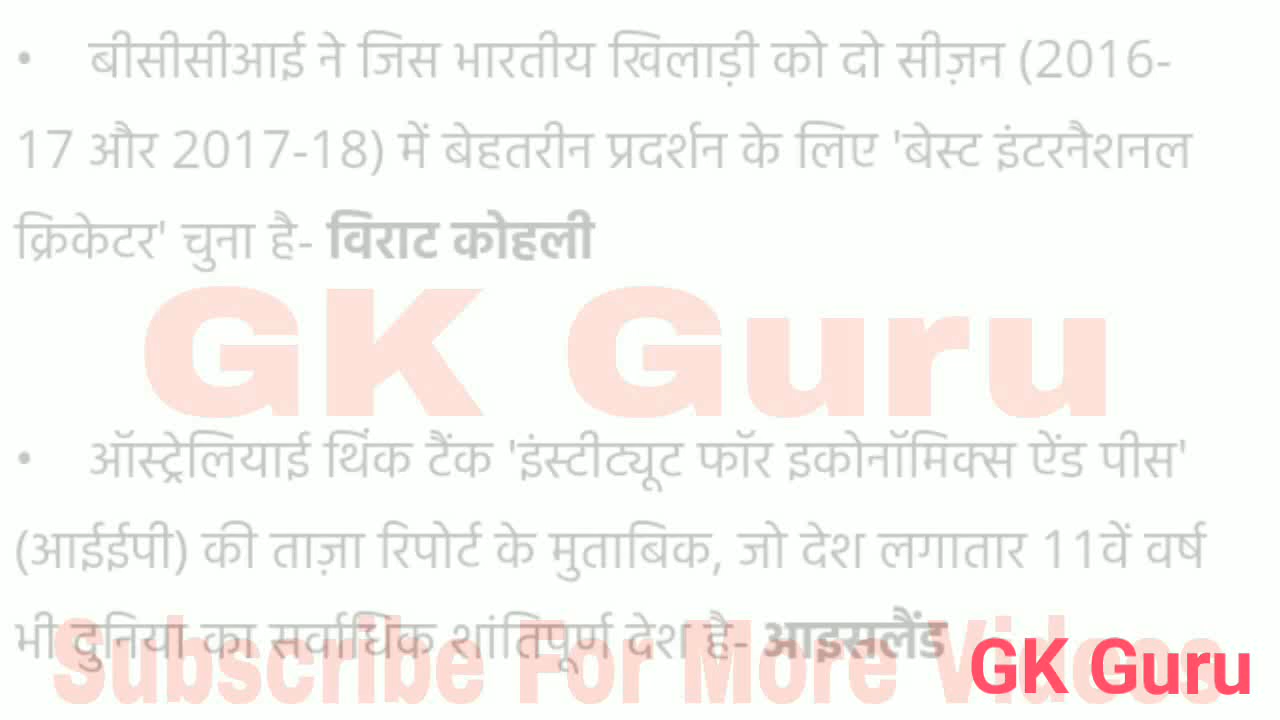 • बीसीसीआई ने जिस भारतीय खिलाड़ी को दो सीज़न (2016-
17 और 2017-18) में बेहतरीन प्रदर्शन के लिए 'बेस्ट इंटरनैशनल
क्रिकेटर' चुना है- विराट कोहली
GK Guru
• ऑस्ट्रेलियाई थिंक टैंक 'इंस्टीट्यूट फॉर इकोनॉमिक्स ऐंड पीस'
(आईईपी) की ताज़ा रिपोर्ट के मुताबिक, जो देश लगातार 11वें वर्ष
भी दुनिया का सर्वाधिक शांतिपूर्ण देश है- आइसलैंड
Subscribe For More Videos
GK Guru